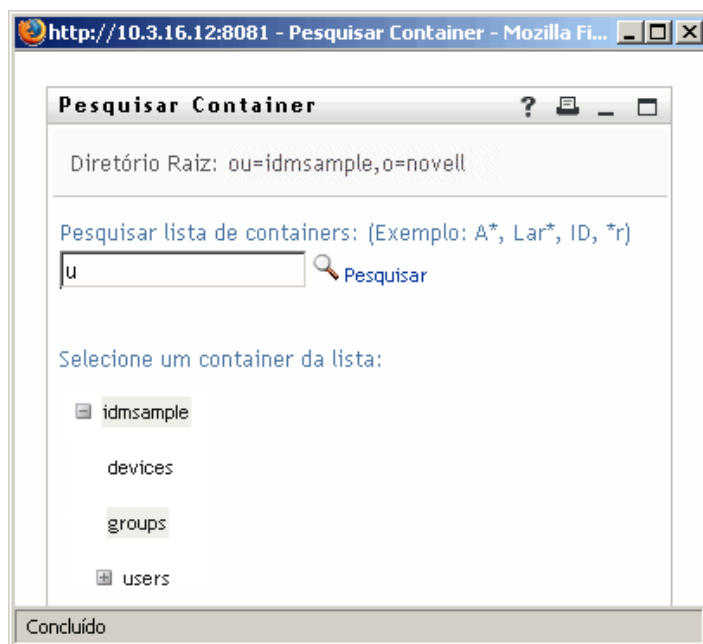 http://10.3.16.12:8081 - Pesquisar Container - Mozilla Fi...
Pesquisar Container
Diretório Raiz: ou=idmsample,o=novell
Pesquisar lista de containers: (Exemplo: A*, Lar*, ID, *r)
u
Pesquisar
Selecione um container da lista:
idmsample
devices
groups
users
Concluído